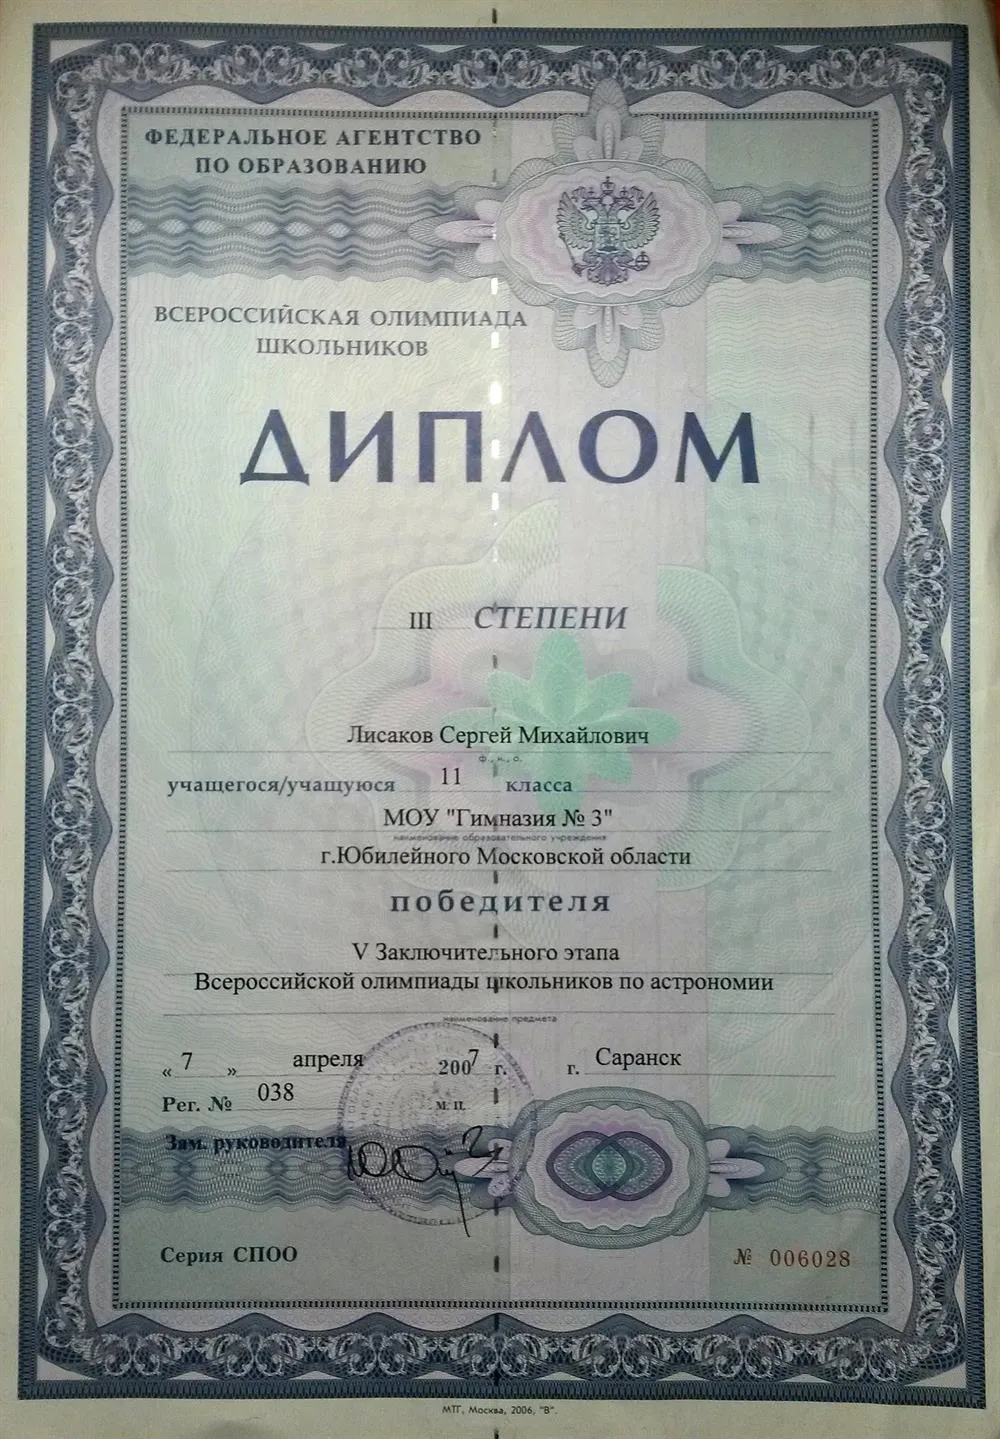 ФЕДЕРАЛЬНОЕ АГЕНТСТВО
ПО ОБРАЗОВАНИЮ
ВСЕРОССИЙСКАЯ ОЛИМПИАДА
ШКОЛЬНИКОВ
ДИПЛОМ
III СТЕПЕНИ
Лисаков Сергей Михайлович
ф., и., о.
учащегося/учащуюся 11 класса
МОУ "Гимназия № 3"
наименование образовательного учреждения
г.Юбилейного Московской области
победителя
V Заключительного этапа
Всероссийской олимпиады школьников по астрономии
наименование предмета
« 7 » апреля 2007 г. г. Саранск
Рег. № 038
М. П.
Зам. руководителя
Серия СПОО № 006028
МТГ, Москва, 2006, "В".